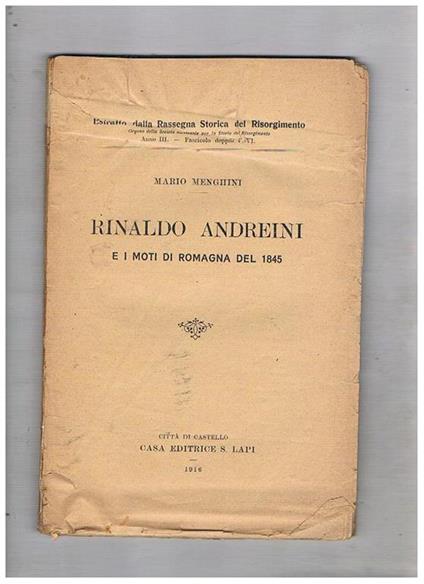 Estratto dalla Rassegna Storica del Risorgimento
Organo della Società nazionale per la Storia del Risorgimento
Anno III. — Fascicolo doppio V-VI.
MARIO MENGHINI
RINALDO ANDREINI
E I MOTI DI ROMAGNA DEL 1845
CITTÀ DI CASTELLO
CASA EDITRICE S. LAPI
1916